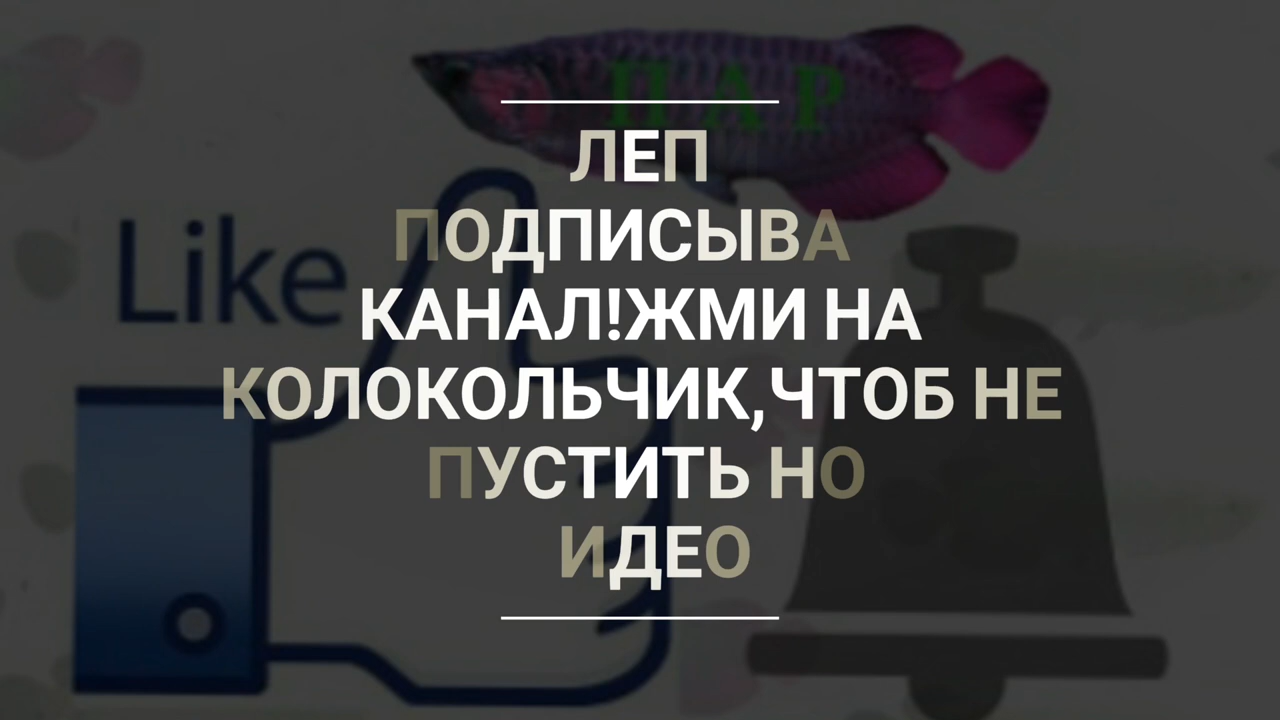 ПАР
ЛЕП
ПОДПИСЫВА
КАНАЛ!ЖМИ НА
Like
КОЛОКОЛЬЧИК,ЧТОБ НЕ
ПУСТИТЬ НО
ИДЕО